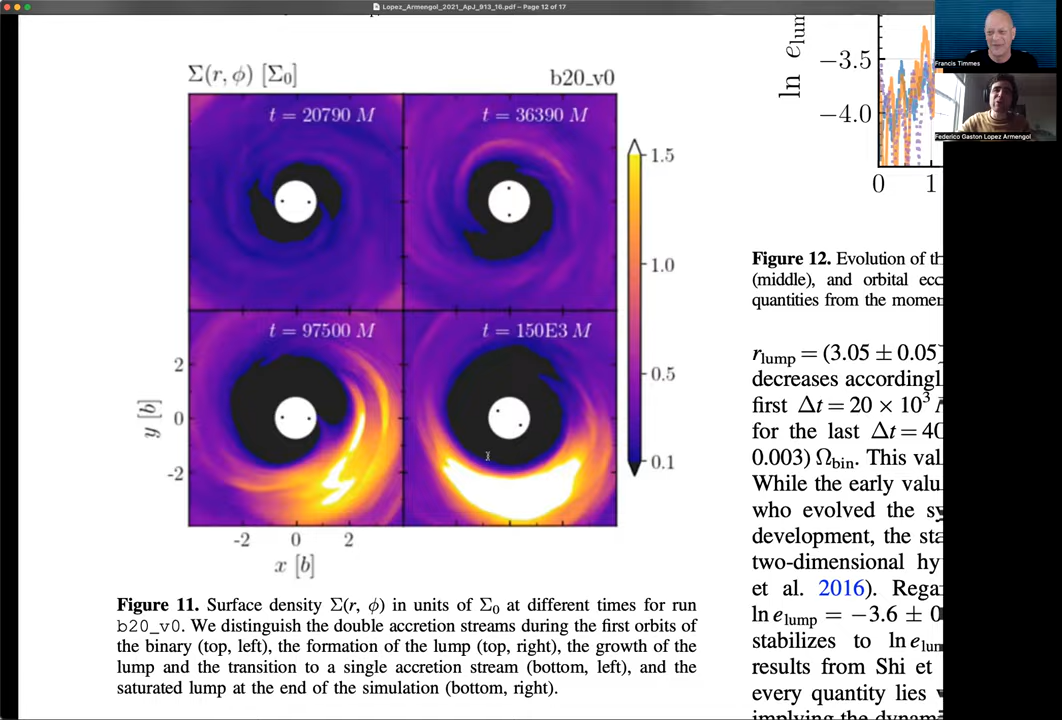 Lopez_Armengol_2021_ApJ_913_16.pdf – Page 12 of 17
Σ(r, ϕ) [Σ0]
b20_v0
t = 20790 M
t = 36390 M
t = 97500 M
t = 150E3 M
1.5
1.0
0.5
0.1
2
0
-2
y [b]
-2 0 2
x [b]
Figure 11. Surface density Σ(r, ϕ) in units of Σ0 at different times for run
b20_v0. We distinguish the double accretion streams during the first orbits of
the binary (top, left), the formation of the lump (top, right), the growth of the
lump and the transition to a single accretion stream (bottom, left), and the
saturated lump at the end of the simulation (bottom, right).
ln elum
−3.5
−4.0
0 1
Figure 12. Evolution of th
(middle), and orbital ecc
quantities from the momen
rlump = (3.05 ± 0.05)
decreases accordingl
first Δt = 20 × 10³
for the last Δt = 40
0.003) Ωbin. This val
While the early valu
who evolved the sy
development, the sta
two-dimensional hy
et al. 2016). Rega
ln elump = −3.6 ± 0
stabilizes to ln elum
results from Shi et
every quantity lies
implying the dynam
Francis Timmes
Federico Gaston Lopez Armengol